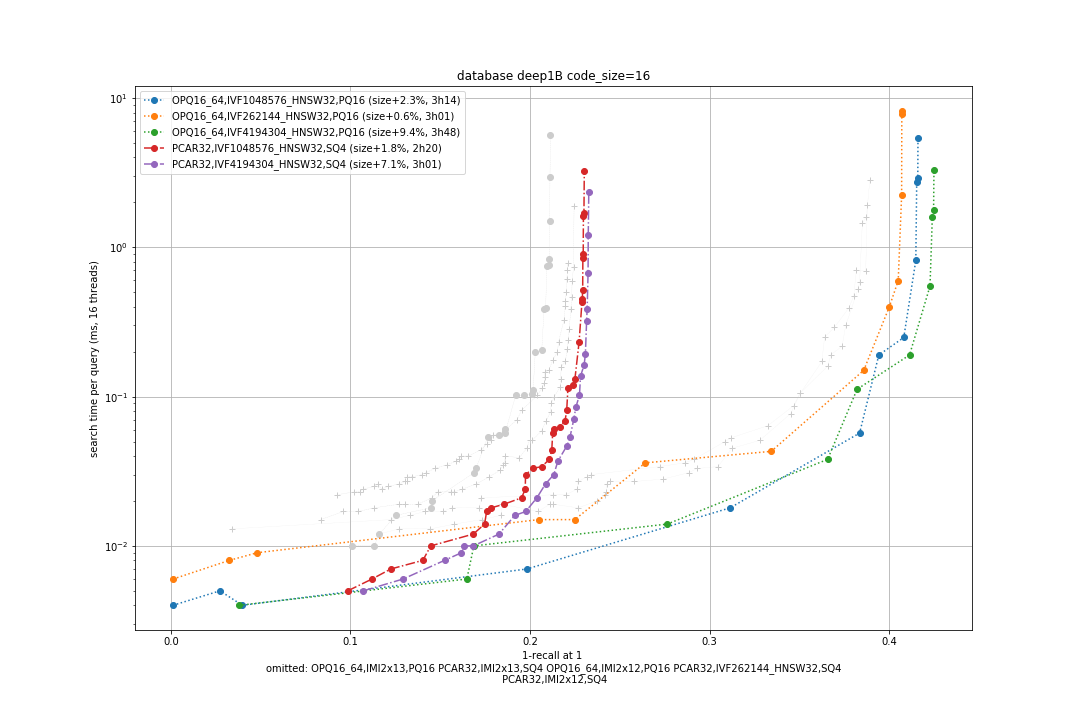 database deep1B code_size=16
OPQ16_64,IVF1048576_HNSW32,PQ16 (size+2.3%, 3h14)
OPQ16_64,IVF262144_HNSW32,PQ16 (size+0.6%, 3h01)
OPQ16_64,IVF4194304_HNSW32,PQ16 (size+9.4%, 3h48)
PCAR32,IVF1048576_HNSW32,SQ4 (size+1.8%, 2h20)
PCAR32,IVF4194304_HNSW32,SQ4 (size+7.1%, 3h01)
search time per query (ms, 16 threads)
10¹
10⁰
10⁻¹
10⁻²
0.0 0.1 0.2 0.3 0.4
1-recall at 1
omitted: OPQ16_64,IMI2x13,PQ16 PCAR32,IMI2x13,SQ4 OPQ16_64,IMI2x12,PQ16 PCAR32,IVF262144_HNSW32,SQ4
PCAR32,IMI2x12,SQ4